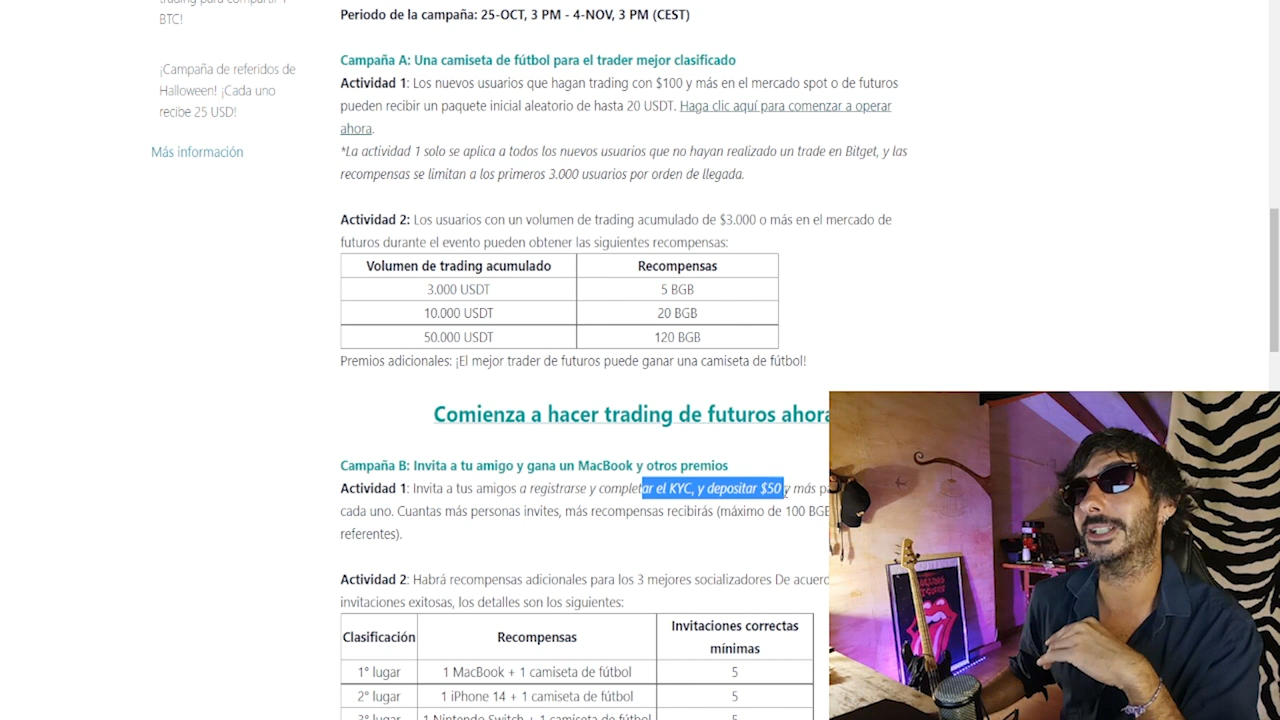 trading para compartir 1
BTC!
¡Campaña de referidos de
Halloween! ¡Cada uno
recibe 25 USD!
Más información
Periodo de la campaña: 25-OCT, 3 PM - 4-NOV, 3 PM (CEST)
Campaña A: Una camiseta de fútbol para el trader mejor clasificado
Actividad 1: Los nuevos usuarios que hagan trading con $100 y más en el mercado spot o de futuros
pueden recibir un paquete inicial aleatorio de hasta 20 USDT. Haga clic aquí para comenzar a operar
ahora.
*La actividad 1 solo se aplica a todos los nuevos usuarios que no hayan realizado un trade en Bitget, y las
recompensas se limitan a los primeros 3.000 usuarios por orden de llegada.
Actividad 2: Los usuarios con un volumen de trading acumulado de $3.000 o más en el mercado de
futuros durante el evento pueden obtener las siguientes recompensas:
Volumen de trading acumulado Recompensas
3.000 USDT 5 BGB
10.000 USDT 20 BGB
50.000 USDT 120 BGB
Premios adicionales: ¡El mejor trader de futuros puede ganar una camiseta de fútbol!
Comienza a hacer trading de futuros ahora
Campaña B: Invita a tu amigo y gana un MacBook y otros premios
Actividad 1: Invita a tus amigos a registrarse y completar el KYC, y depositar $50 y más
cada uno. Cuantas más personas invites, más recompensas recibirás (máximo de 100 BGB
referentes).
Actividad 2: Habrá recompensas adicionales para los 3 mejores socializadores De
invitaciones exitosas, los detalles son los siguientes:
Clasificación Recompensas Invitaciones correctas
mínimas
1° lugar 1 MacBook + 1 camiseta de fútbol 5
2° lugar 1 iPhone 14 + 1 camiseta de fútbol 5
3° lugar 1 Nintendo Switch + 1 camiseta de fútbol 5